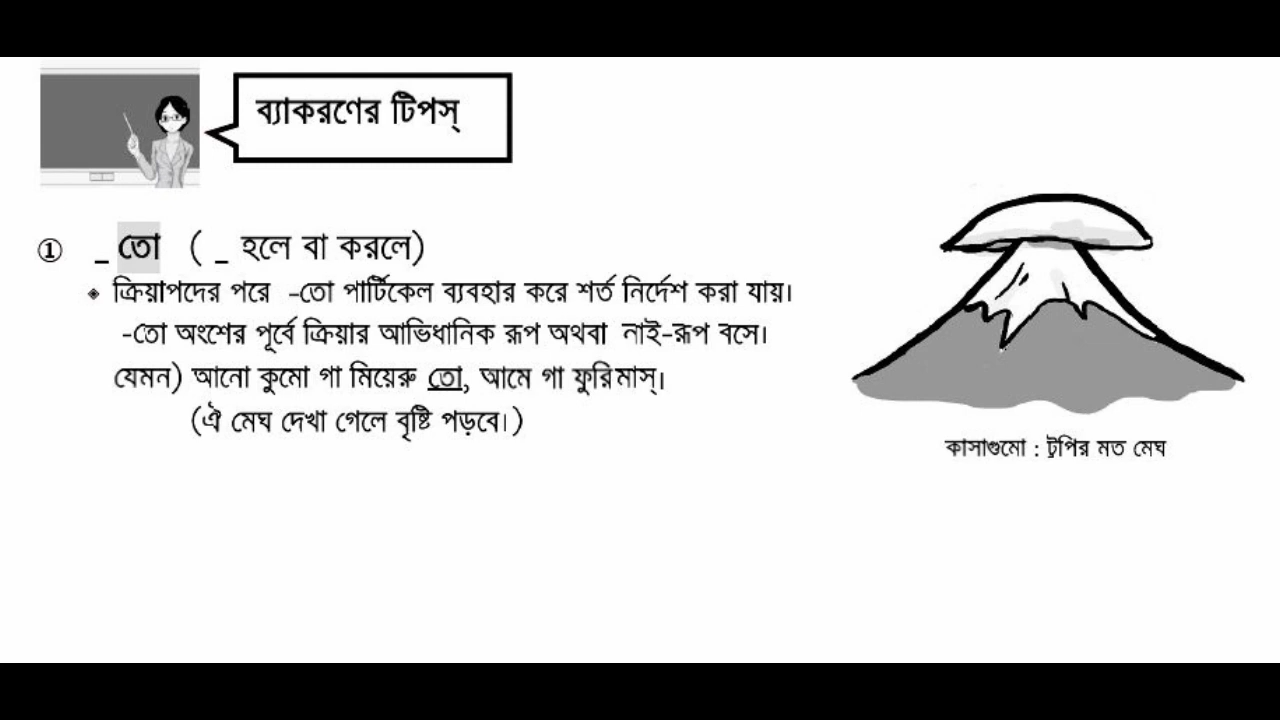 ব্যাকরণের টিপস্
① _ তো ( _ হলে বা করলে)
◈ ক্রিয়াপদের পরে -তো পার্টিকেল ব্যবহার করে শর্ত নির্দেশ করা যায়।
-তো অংশের পূর্বে ক্রিয়ার আভিধানিক রূপ অথবা নাই-রূপ বসে।
যেমন) আনো কুমো গা মিয়েরু তো, আমে গা ফুরিমাস্।
(ঐ মেঘ দেখা গেলে বৃষ্টি পড়বে।)
কাসাগুমো : টুপির মত মেঘ